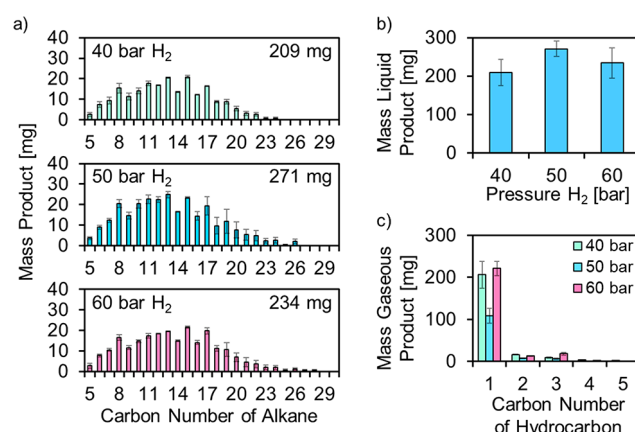 a)
Mass Product [mg]
40 bar H2 209 mg
40
30
20
10
0
5 8 11 14 17 20 23 26 29
50 bar H2 271 mg
40
30
20
10
0
5 8 11 14 17 20 23 26 29
60 bar H2 234 mg
40
30
20
10
0
5 8 11 14 17 20 23 26 29
Carbon Number of Alkane
b)
Mass Liquid
Product [mg]
300
200
100
0
40 50 60
Pressure H2 [bar]
c)
Mass Gaseous
Product [mg]
300
200
100
0
40 bar
50 bar
60 bar
1 2 3 4 5
Carbon Number
of Hydrocarbon